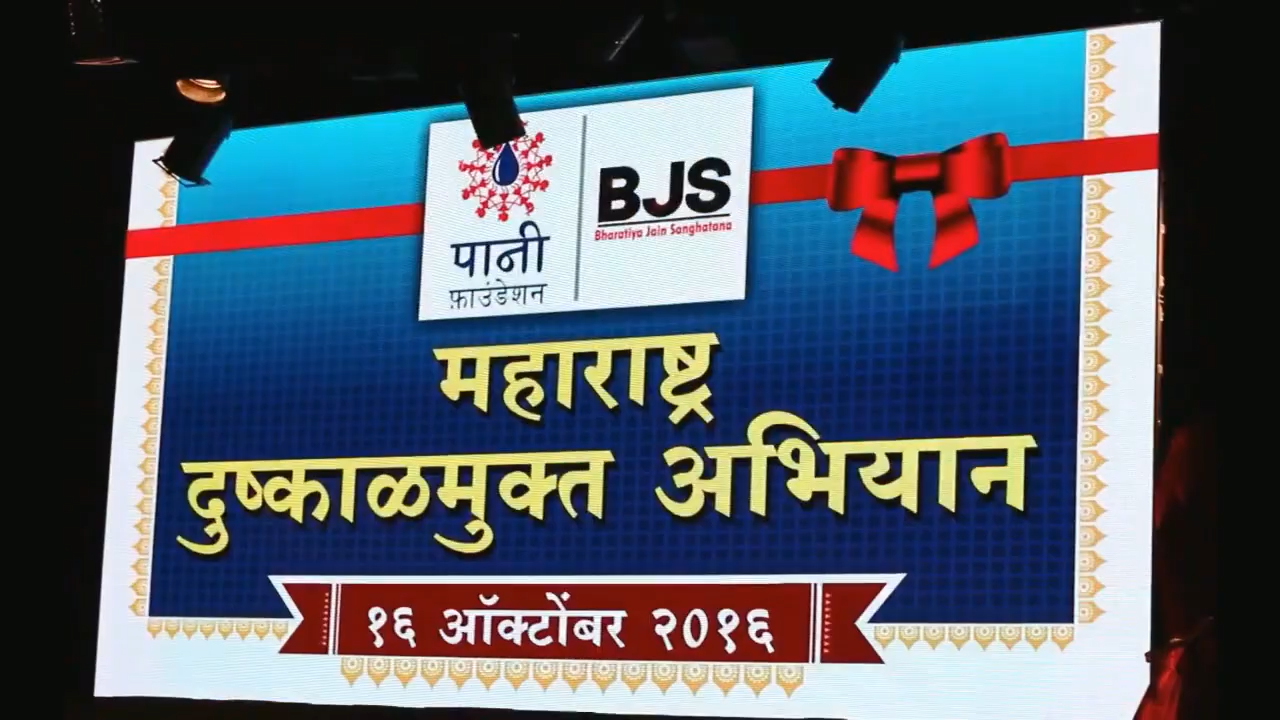 पानी
फ़ाउंडेशन
BJS
Bharatiya Jain Sanghatana
महाराष्ट्र
दुष्काळमुक्त अभियान
१६ ऑक्टोंबर २०१६